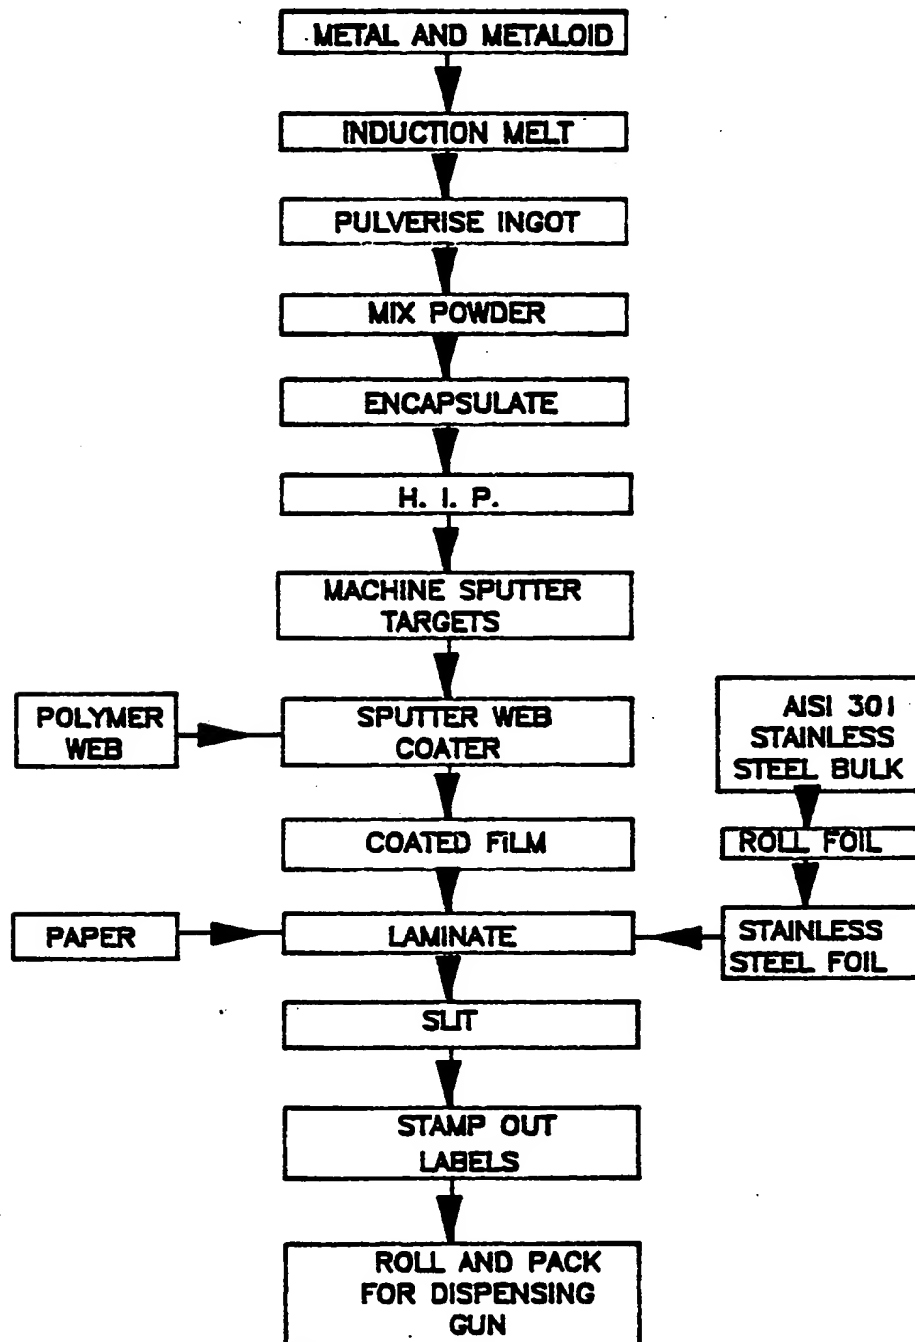 METAL AND METALOID
INDUCTION MELT
PULVERISE INGOT
MIX POWDER
ENCAPSULATE
H. I. P.
MACHINE SPUTTER
TARGETS
POLYMER
WEB
SPUTTER WEB
COATER
AISI 301
STAINLESS
STEEL BULK
COATED FILM
ROLL FOIL
PAPER
LAMINATE
STAINLESS
STEEL FOIL
SLIT
STAMP OUT
LABELS
ROLL AND PACK
FOR DISPENSING
GUN